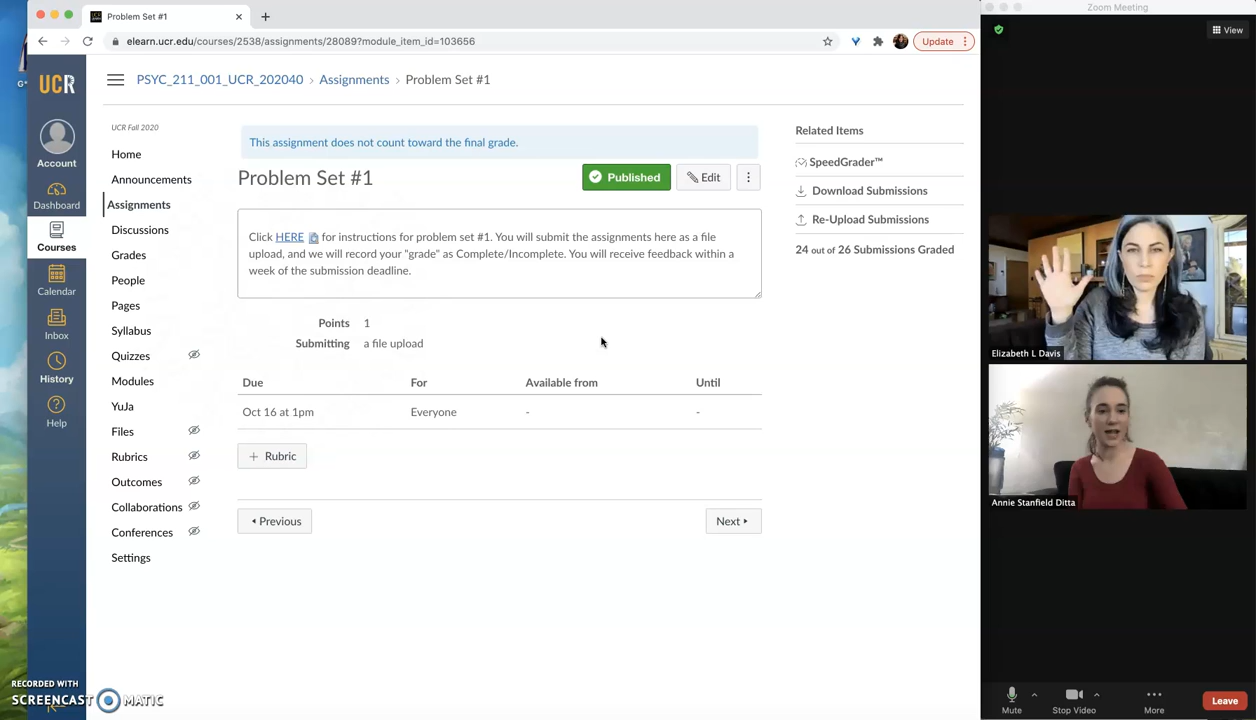 Problem Set #1
Zoom Meeting
elearn.ucr.edu/courses/2538/assignments/28089?module_item_id=103656
Update
View
UCR
Account
Dashboard
Courses
Calendar
Inbox
History
Help
PSYC_211_001_UCR_202040 › Assignments › Problem Set #1
UCR Fall 2020
Home
Announcements
Assignments
Discussions
Grades
People
Pages
Syllabus
Quizzes
Modules
YuJa
Files
Rubrics
Outcomes
Collaborations
Conferences
Settings
This assignment does not count toward the final grade.
Problem Set #1
Published
Edit
Click HERE for instructions for problem set #1. You will submit the assignments here as a file
upload, and we will record your "grade" as Complete/Incomplete. You will receive feedback within a
week of the submission deadline.
Points 1
Submitting a file upload
Due For Available from Until
Oct 16 at 1pm Everyone - -
+ Rubric
Previous
Next
Related Items
SpeedGrader™
Download Submissions
Re-Upload Submissions
24 out of 26 Submissions Graded
Elizabeth L Davis
Annie Stanfield Ditta
Mute
Stop Video
More
Leave
RECORDED WITH
SCREENCAST MATIC